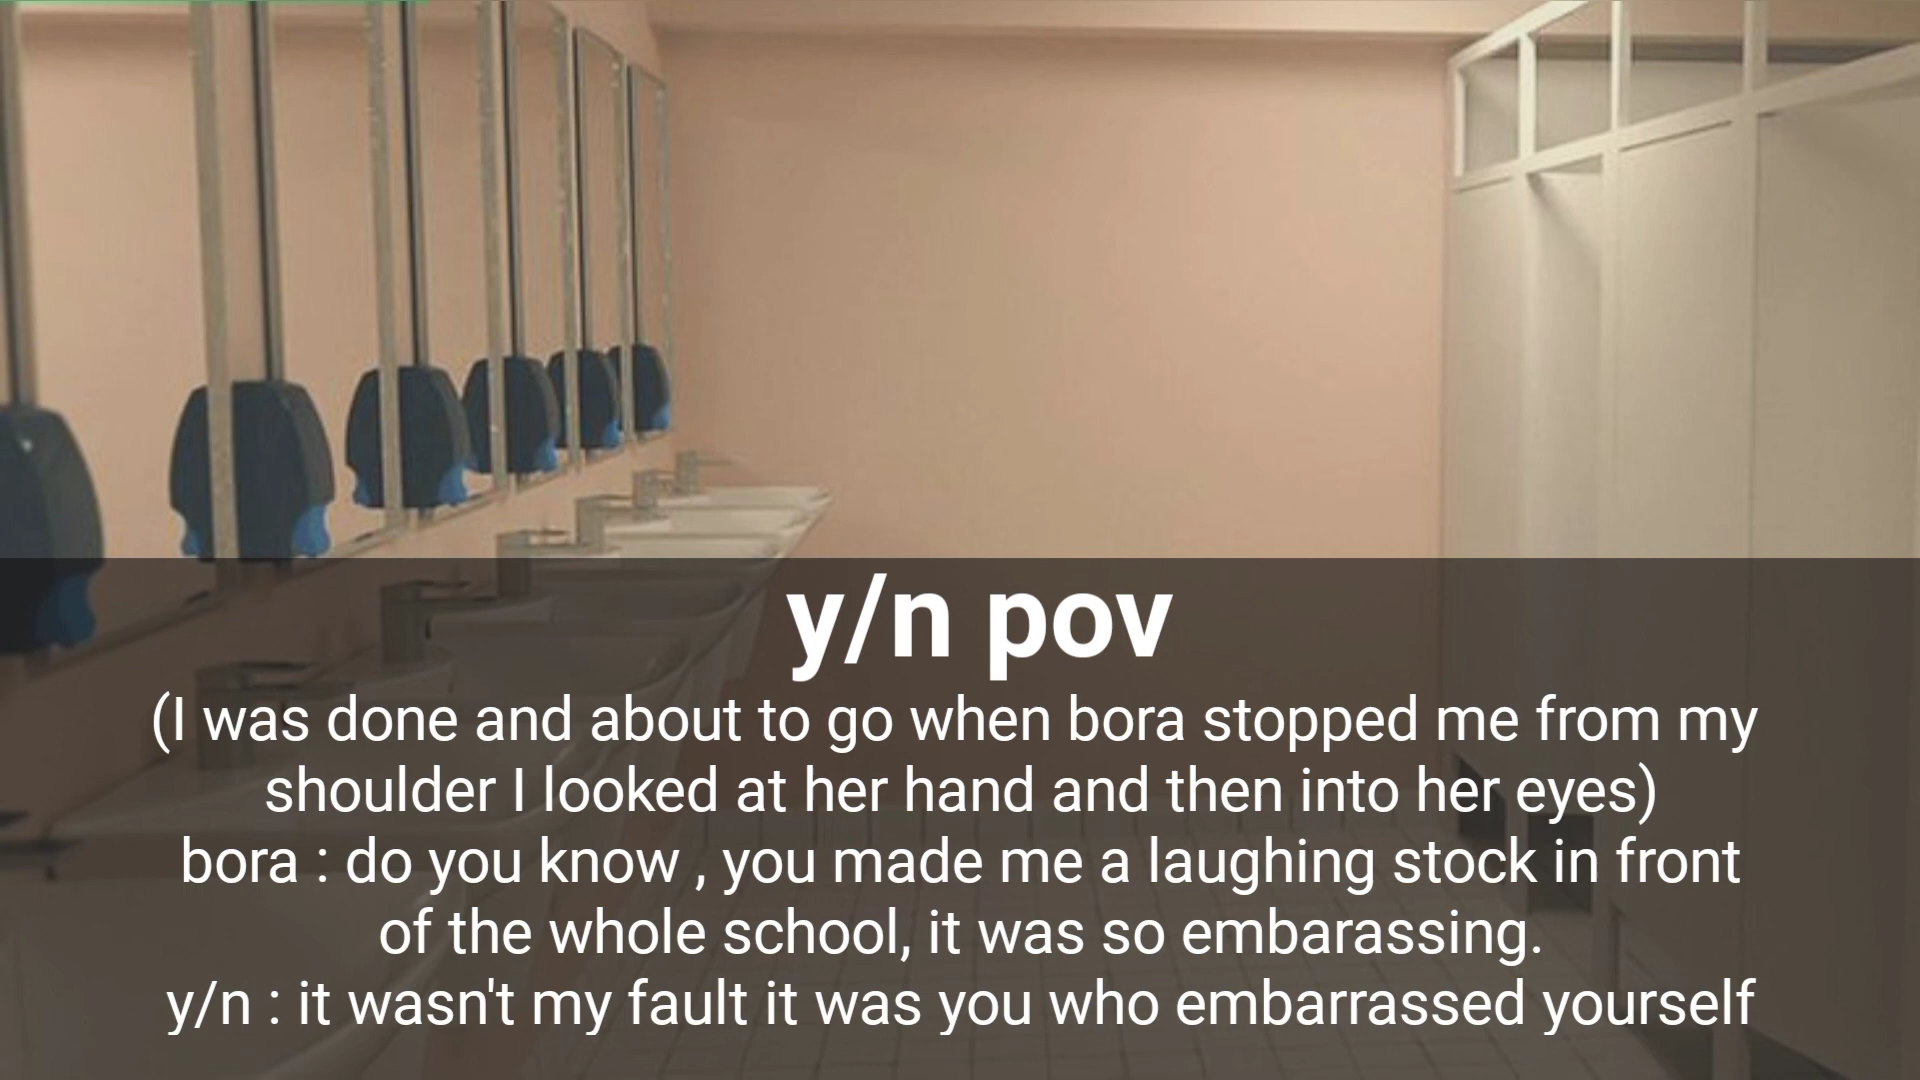 y/n pov
(I was done and about to go when bora stopped me from my
shoulder I looked at her hand and then into her eyes)
bora : do you know , you made me a laughing stock in front
of the whole school, it was so embarassing.
y/n : it wasn't my fault it was you who embarrassed yourself